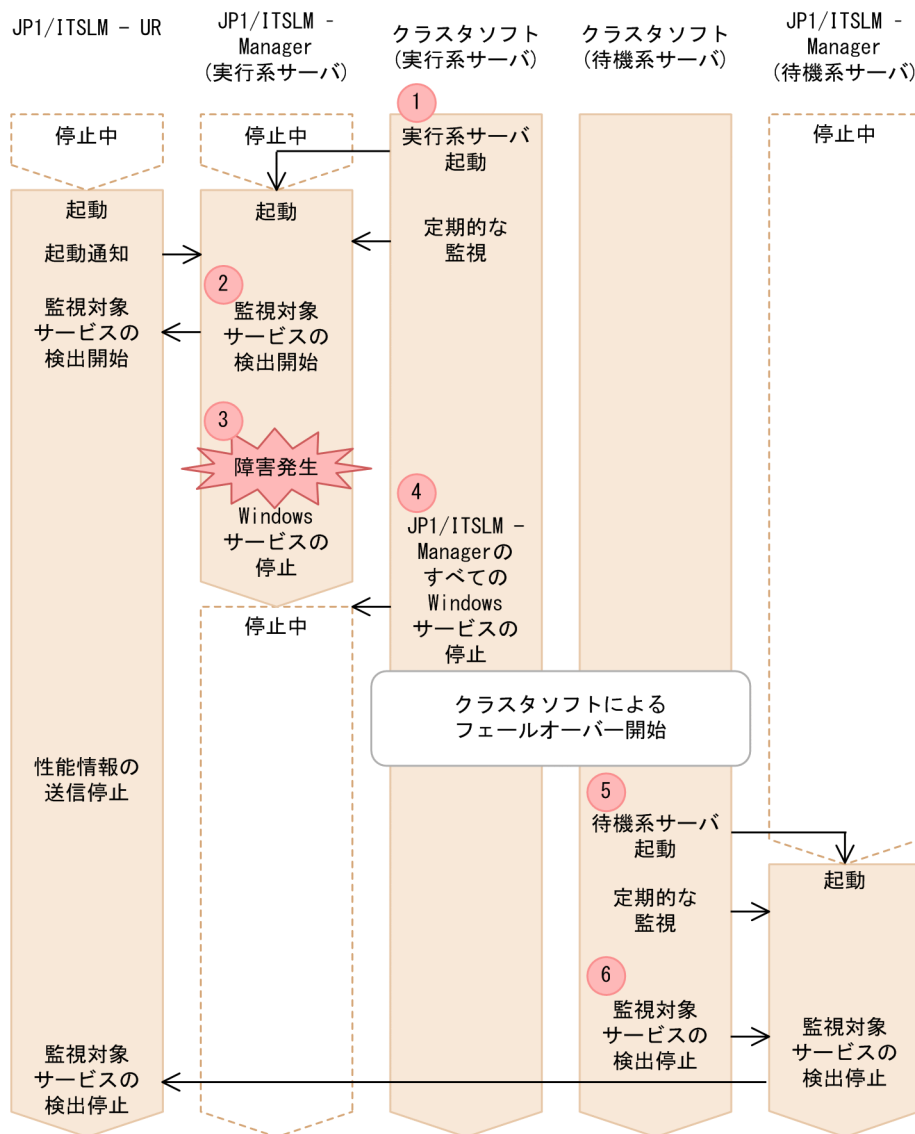 JP1/ITSLM - UR
JP1/ITSLM -
Manager
(実行系サーバ)
クラスタソフト
(実行系サーバ)
クラスタソフト
(待機系サーバ)
JP1/ITSLM -
Manager
(待機系サーバ)
停止中
停止中
1
実行系サーバ
起動
停止中
起動
起動
定期的な
監視
起動通知
2
監視対象
サービスの
検出開始
監視対象
サービスの
検出開始
3
障害発生
Windows
サービスの
停止
4
JP1/ITSLM -
Managerの
すべての
Windows
サービスの
停止
停止中
クラスタソフトによる
フェールオーバー開始
性能情報の
送信停止
5
待機系サーバ
起動
起動
定期的な
監視
6
監視対象
サービスの
検出停止
監視対象
サービスの
検出停止
監視対象
サービスの
検出停止